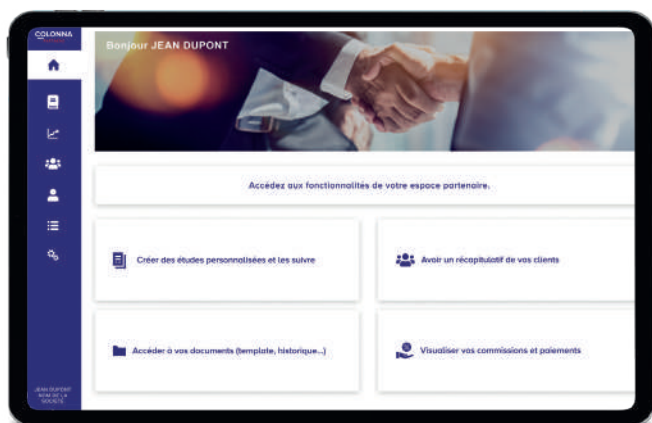 COLONNA
Bonjour JEAN DUPONT
Accédez aux fonctionnalités de votre espace partenaire.
Créer des études personnalisées et les suivre
Avoir un récapitulatif de vos clients
Accéder à vos documents (template, historique...)
Visualiser vos commissions et paiements
JEAN DUPONT
NOM DE LA
SOCIÉTÉ